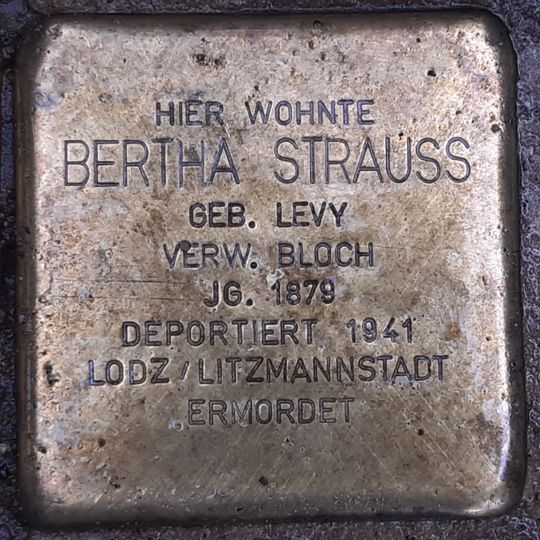 HIER WOHNTE
BERTHA STRAUSS
GEB. LEVY
VERW. BLOCH
JG. 1879
DEPORTIERT 1941
LODZ / LITZMANNSTADT
ERMORDET